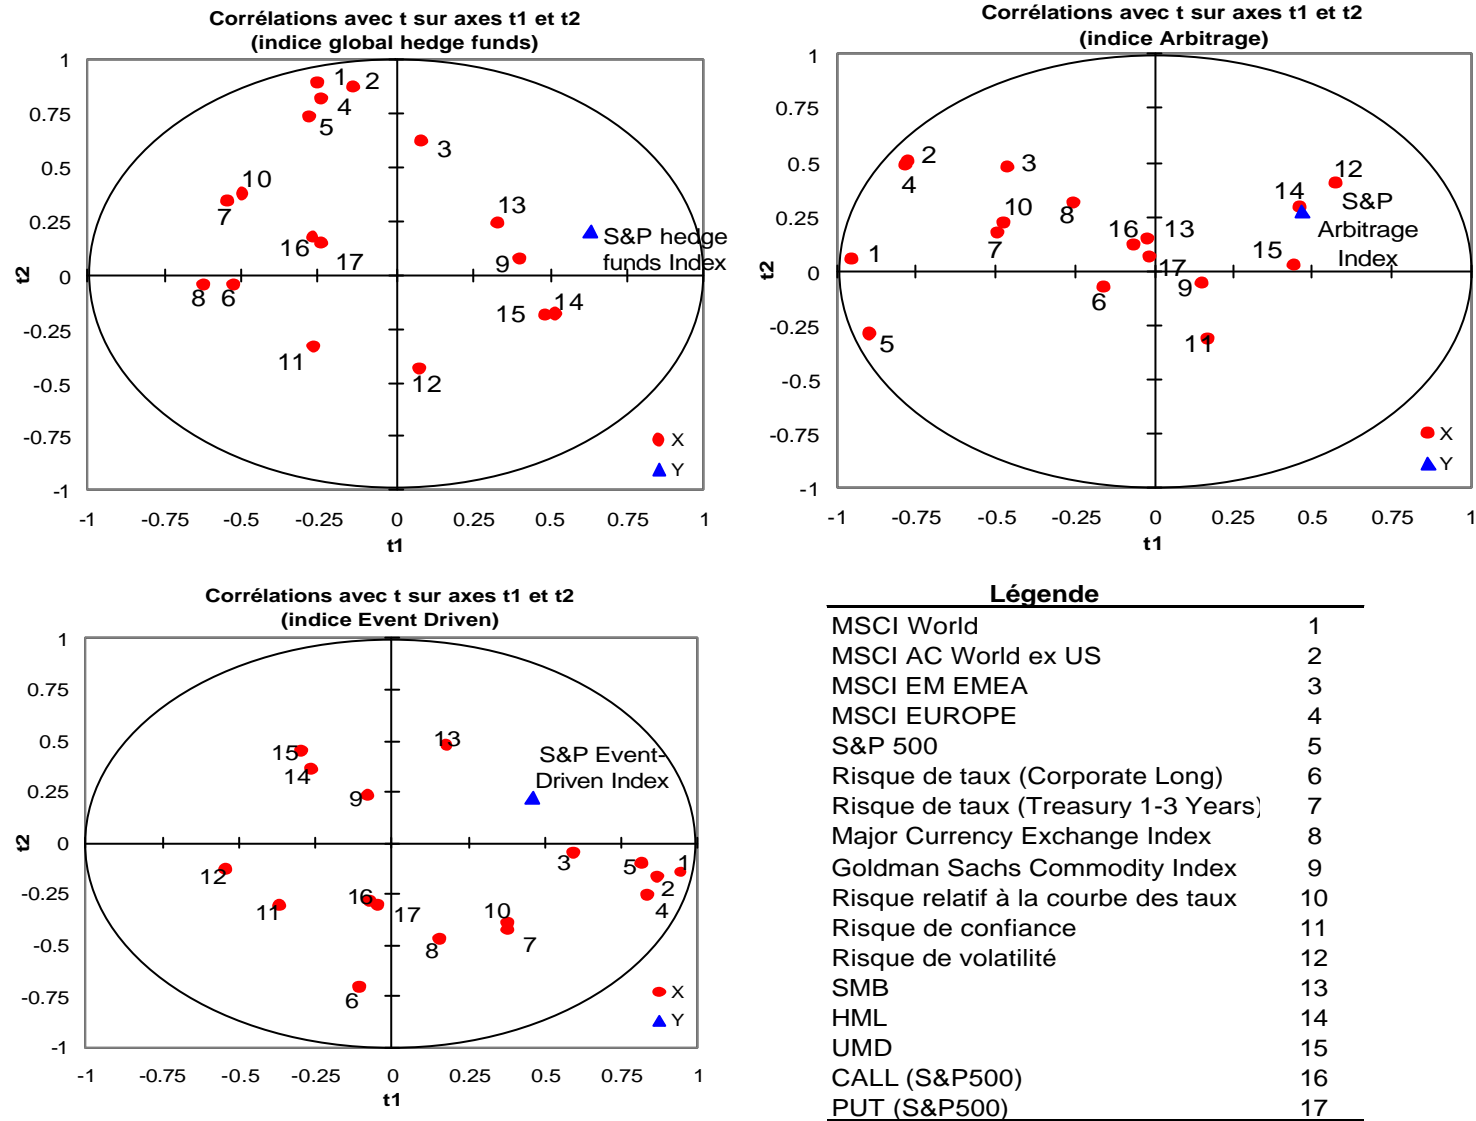 Corrélations avec t sur axes t1 et t2
(indice global hedge funds)
1
0.75
0.5
0.25
0
-0.25
-0.5
-0.75
-1
t2
1
2
4
5
3
10
7
13
16
17
S&P hedge
funds Index
9
8
6
15
14
11
12
X
Y
-1
-0.75
-0.5
-0.25
0
0.25
0.5
0.75
1
t1
Corrélations avec t sur axes t1 et t2
(indice Arbitrage)
1
0.75
0.5
0.25
0
-0.25
-0.5
-0.75
-1
t2
2
4
3
12
14
S&P
Arbitrage
Index
10
8
7
16
13
15
1
17
6
9
5
11
X
Y
-1
-0.75
-0.5
-0.25
0
0.25
0.5
0.75
1
t1
Corrélations avec t sur axes t1 et t2
(indice Event Driven)
1
0.75
0.5
0.25
0
-0.25
-0.5
-0.75
-1
t2
13
15
14
S&P Event-
Driven Index
9
3
5
1
2
4
12
11
16
17
10
8
7
6
X
Y
-1
-0.75
-0.5
-0.25
0
0.25
0.5
0.75
1
t1
Légende
MSCI World 1
MSCI AC World ex US 2
MSCI EM EMEA 3
MSCI EUROPE 4
S&P 500 5
Risque de taux (Corporate Long) 6
Risque de taux (Treasury 1-3 Years) 7
Major Currency Exchange Index 8
Goldman Sachs Commodity Index 9
Risque relatif à la courbe des taux 10
Risque de confiance 11
Risque de volatilité 12
SMB 13
HML 14
UMD 15
CALL (S&P500) 16
PUT (S&P500) 17